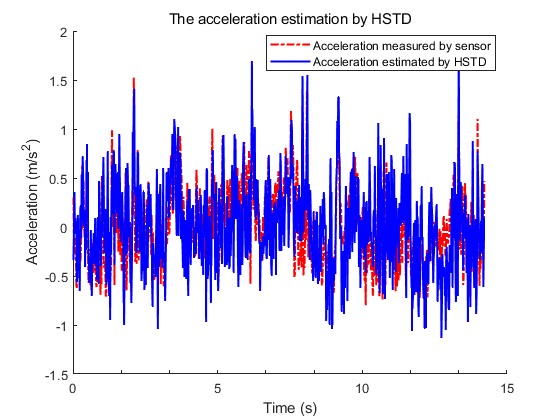 The acceleration estimation by HSTD
Acceleration measured by sensor
Acceleration estimated by HSTD
Acceleration (m/s²)
2
1.5
1
0.5
0
-0.5
-1
-1.5
0
5
10
15
Time (s)